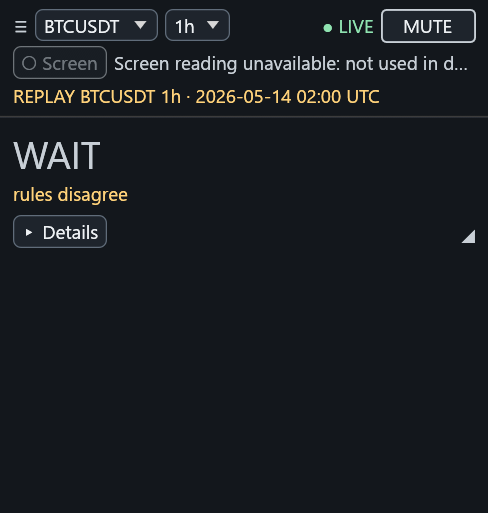 ☰ BTCUSDT ▼ 1h ▼ ● LIVE MUTE
○ Screen Screen reading unavailable: not used in d...
REPLAY BTCUSDT 1h · 2026-05-14 02:00 UTC
WAIT
rules disagree
▸ Details